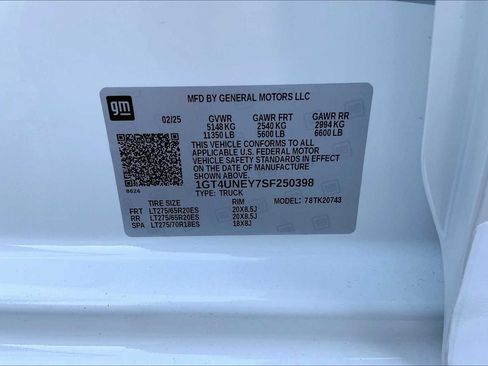 gm
MFD BY GENERAL MOTORS LLC
02/25 GVWR GAWR FRT GAWR RR
5148 KG 2540 KG 2994 KG
11350 LB 5600 LB 6600 LB
THIS VEHICLE CONFORMS TO ALL
APPLICABLE U.S. FEDERAL MOTOR
VEHICLE SAFETY STANDARDS IN
EFFECT ON THE DATE OF
MANUFACTURE SHOWN ABOVE.
1GT4UNEY7SF250398
8624
TYPE: TRUCK MODEL: 78TK20743
TIRE SIZE RIM
FRT LT275/65R20ES 20X8.5J
RR LT275/65R20ES 20X8.5J
SPA LT275/70R18ES 18X8J